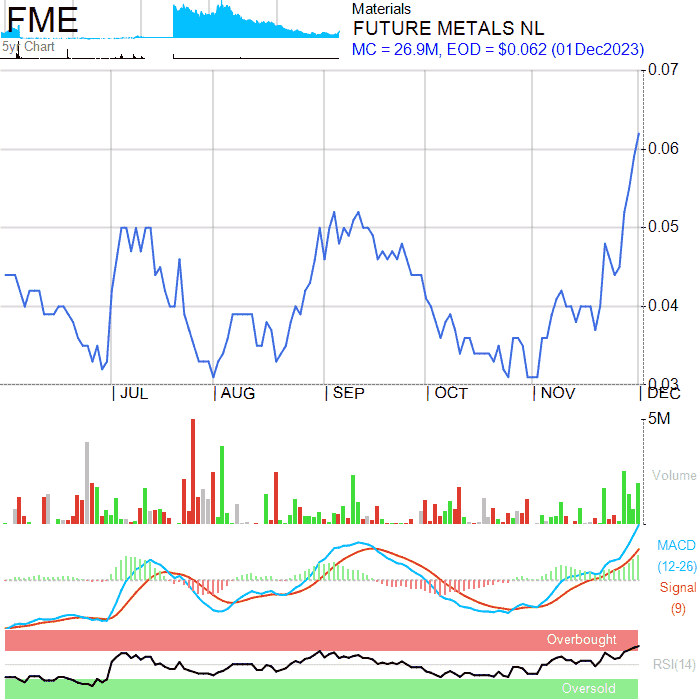 FME
5yr Chart
Materials
FUTURE METALS NL
MC = 26.9M, EOD = $0.062 (01Dec2023)
0.07
0.06
0.05
0.04
0.03
JUL AUG SEP OCT NOV DEC
5M
Volume
MACD
(12-26)
Signal
(9)
Overbought
RSI(14)
Oversold